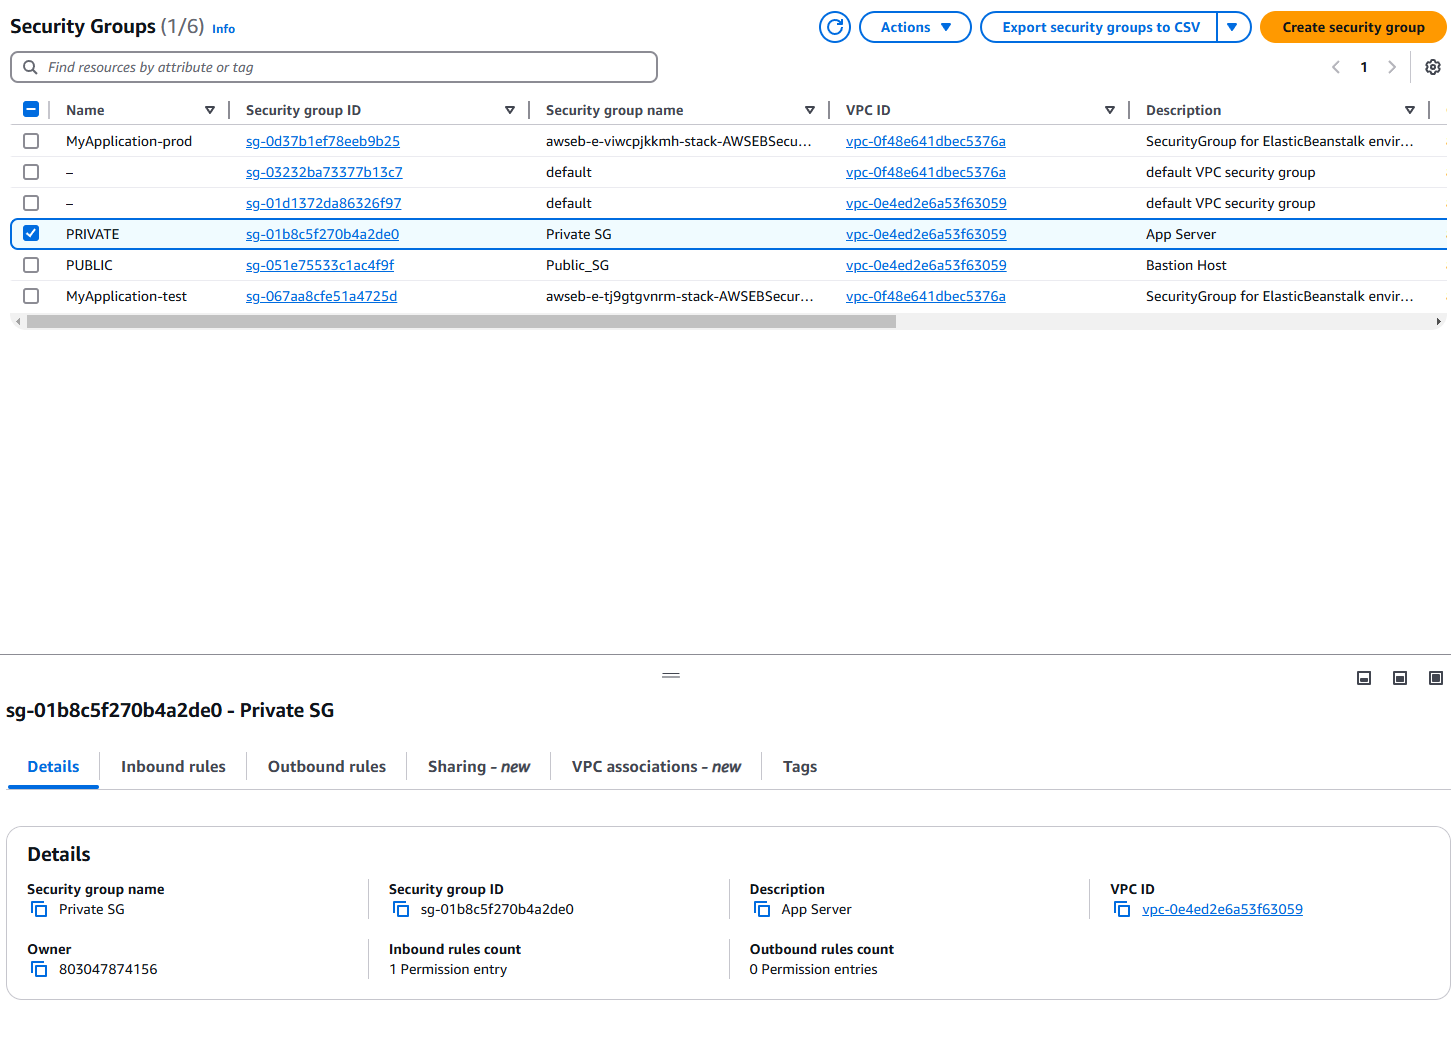 Security Groups (1/6) Info
Actions
Export security groups to CSV
Create security group
Find resources by attribute or tag
1
Name Security group ID Security group name VPC ID Description
MyApplication-prod sg-0d37b1ef78eeb9b25 awseb-e-viwcpjkkmh-stack-AWSEBSecu... vpc-0f48e641dbec5376a SecurityGroup for ElasticBeanstalk envir...
– sg-03232ba73377b13c7 default vpc-0f48e641dbec5376a default VPC security group
– sg-01d1372da86326f97 default vpc-0e4ed2e6a53f63059 default VPC security group
PRIVATE sg-01b8c5f270b4a2de0 Private SG vpc-0e4ed2e6a53f63059 App Server
PUBLIC sg-051e75533c1ac4f9f Public_SG vpc-0e4ed2e6a53f63059 Bastion Host
MyApplication-test sg-067aa8cfe51a4725d awseb-e-tj9gtgvnrm-stack-AWSEBSecur... vpc-0f48e641dbec5376a SecurityGroup for ElasticBeanstalk envir...
sg-01b8c5f270b4a2de0 - Private SG
Details Inbound rules Outbound rules Sharing - new VPC associations - new Tags
Details
Security group name Security group ID Description VPC ID
Private SG sg-01b8c5f270b4a2de0 App Server vpc-0e4ed2e6a53f63059
Owner Inbound rules count Outbound rules count
803047874156 1 Permission entry 0 Permission entries